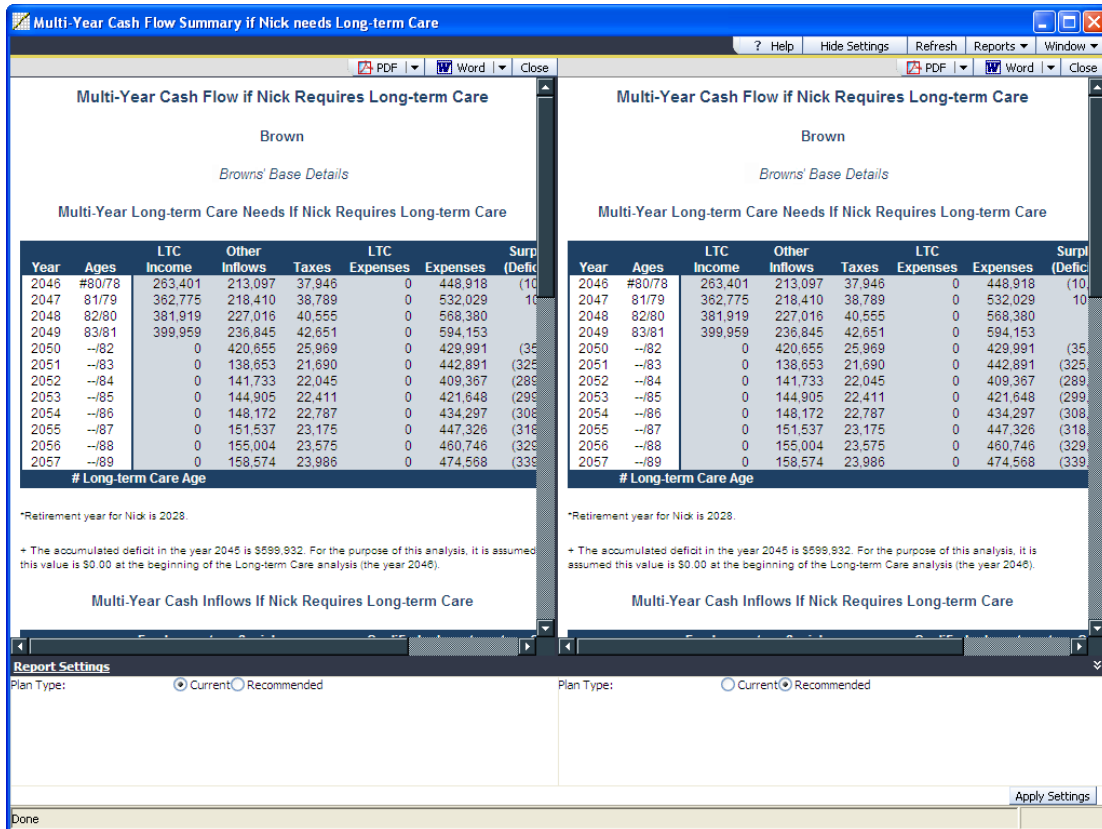 Multi-Year Cash Flow Summary if Nick needs Long-term Care
? Help Hide Settings Refresh Reports Window
PDF Word Close
Multi-Year Cash Flow if Nick Requires Long-term Care
Brown
Browns' Base Details
Multi-Year Long-term Care Needs If Nick Requires Long-term Care
LTC Other LTC Surp
Year Ages Income Inflows Taxes Expenses Expenses (Defic
2046 #80/78 263,401 213,097 37,946 0 448,918 (10
2047 81/79 362,775 218,410 38,789 0 532,029 10
2048 82/80 381,919 227,016 40,555 0 568,380
2049 83/81 399,959 236,845 42,651 0 594,153
2050 --/82 0 420,655 25,969 0 429,991 (35
2051 --/83 0 138,653 21,690 0 442,891 (325
2052 --/84 0 141,733 22,045 0 409,367 (289
2053 --/85 0 144,905 22,411 0 421,648 (299
2054 --/86 0 148,172 22,787 0 434,297 (308
2055 --/87 0 151,537 23,175 0 447,326 (318
2056 --/88 0 155,004 23,575 0 460,746 (329
2057 --/89 0 158,574 23,986 0 474,568 (339
# Long-term Care Age
*Retirement year for Nick is 2028.
+ The accumulated deficit in the year 2045 is $599,932. For the purpose of this analysis, it is assumed
this value is $0.00 at the beginning of the Long-term Care analysis (the year 2046).
Multi-Year Cash Inflows If Nick Requires Long-term Care
PDF Word Close
Multi-Year Cash Flow if Nick Requires Long-term Care
Brown
Browns' Base Details
Multi-Year Long-term Care Needs If Nick Requires Long-term Care
LTC Other LTC Surpl
Year Ages Income Inflows Taxes Expenses Expenses (Defic
2046 #80/78 263,401 213,097 37,946 0 448,918 (10,
2047 81/79 362,775 218,410 38,789 0 532,029 10
2048 82/80 381,919 227,016 40,555 0 568,380
2049 83/81 399,959 236,845 42,651 0 594,153
2050 --/82 0 420,655 25,969 0 429,991 (35,
2051 --/83 0 138,653 21,690 0 442,891 (325,
2052 --/84 0 141,733 22,045 0 409,367 (289,
2053 --/85 0 144,905 22,411 0 421,648 (299,
2054 --/86 0 148,172 22,787 0 434,297 (308,
2055 --/87 0 151,537 23,175 0 447,326 (318,
2056 --/88 0 155,004 23,575 0 460,746 (329,
2057 --/89 0 158,574 23,986 0 474,568 (339,
# Long-term Care Age
*Retirement year for Nick is 2028.
+ The accumulated deficit in the year 2045 is $599,932. For the purpose of this analysis, it is
assumed this value is $0.00 at the beginning of the Long-term Care analysis (the year 2046).
Multi-Year Cash Inflows If Nick Requires Long-term Care
Report Settings
Plan Type: Current Recommended
Plan Type: Current Recommended
Apply Settings
Done